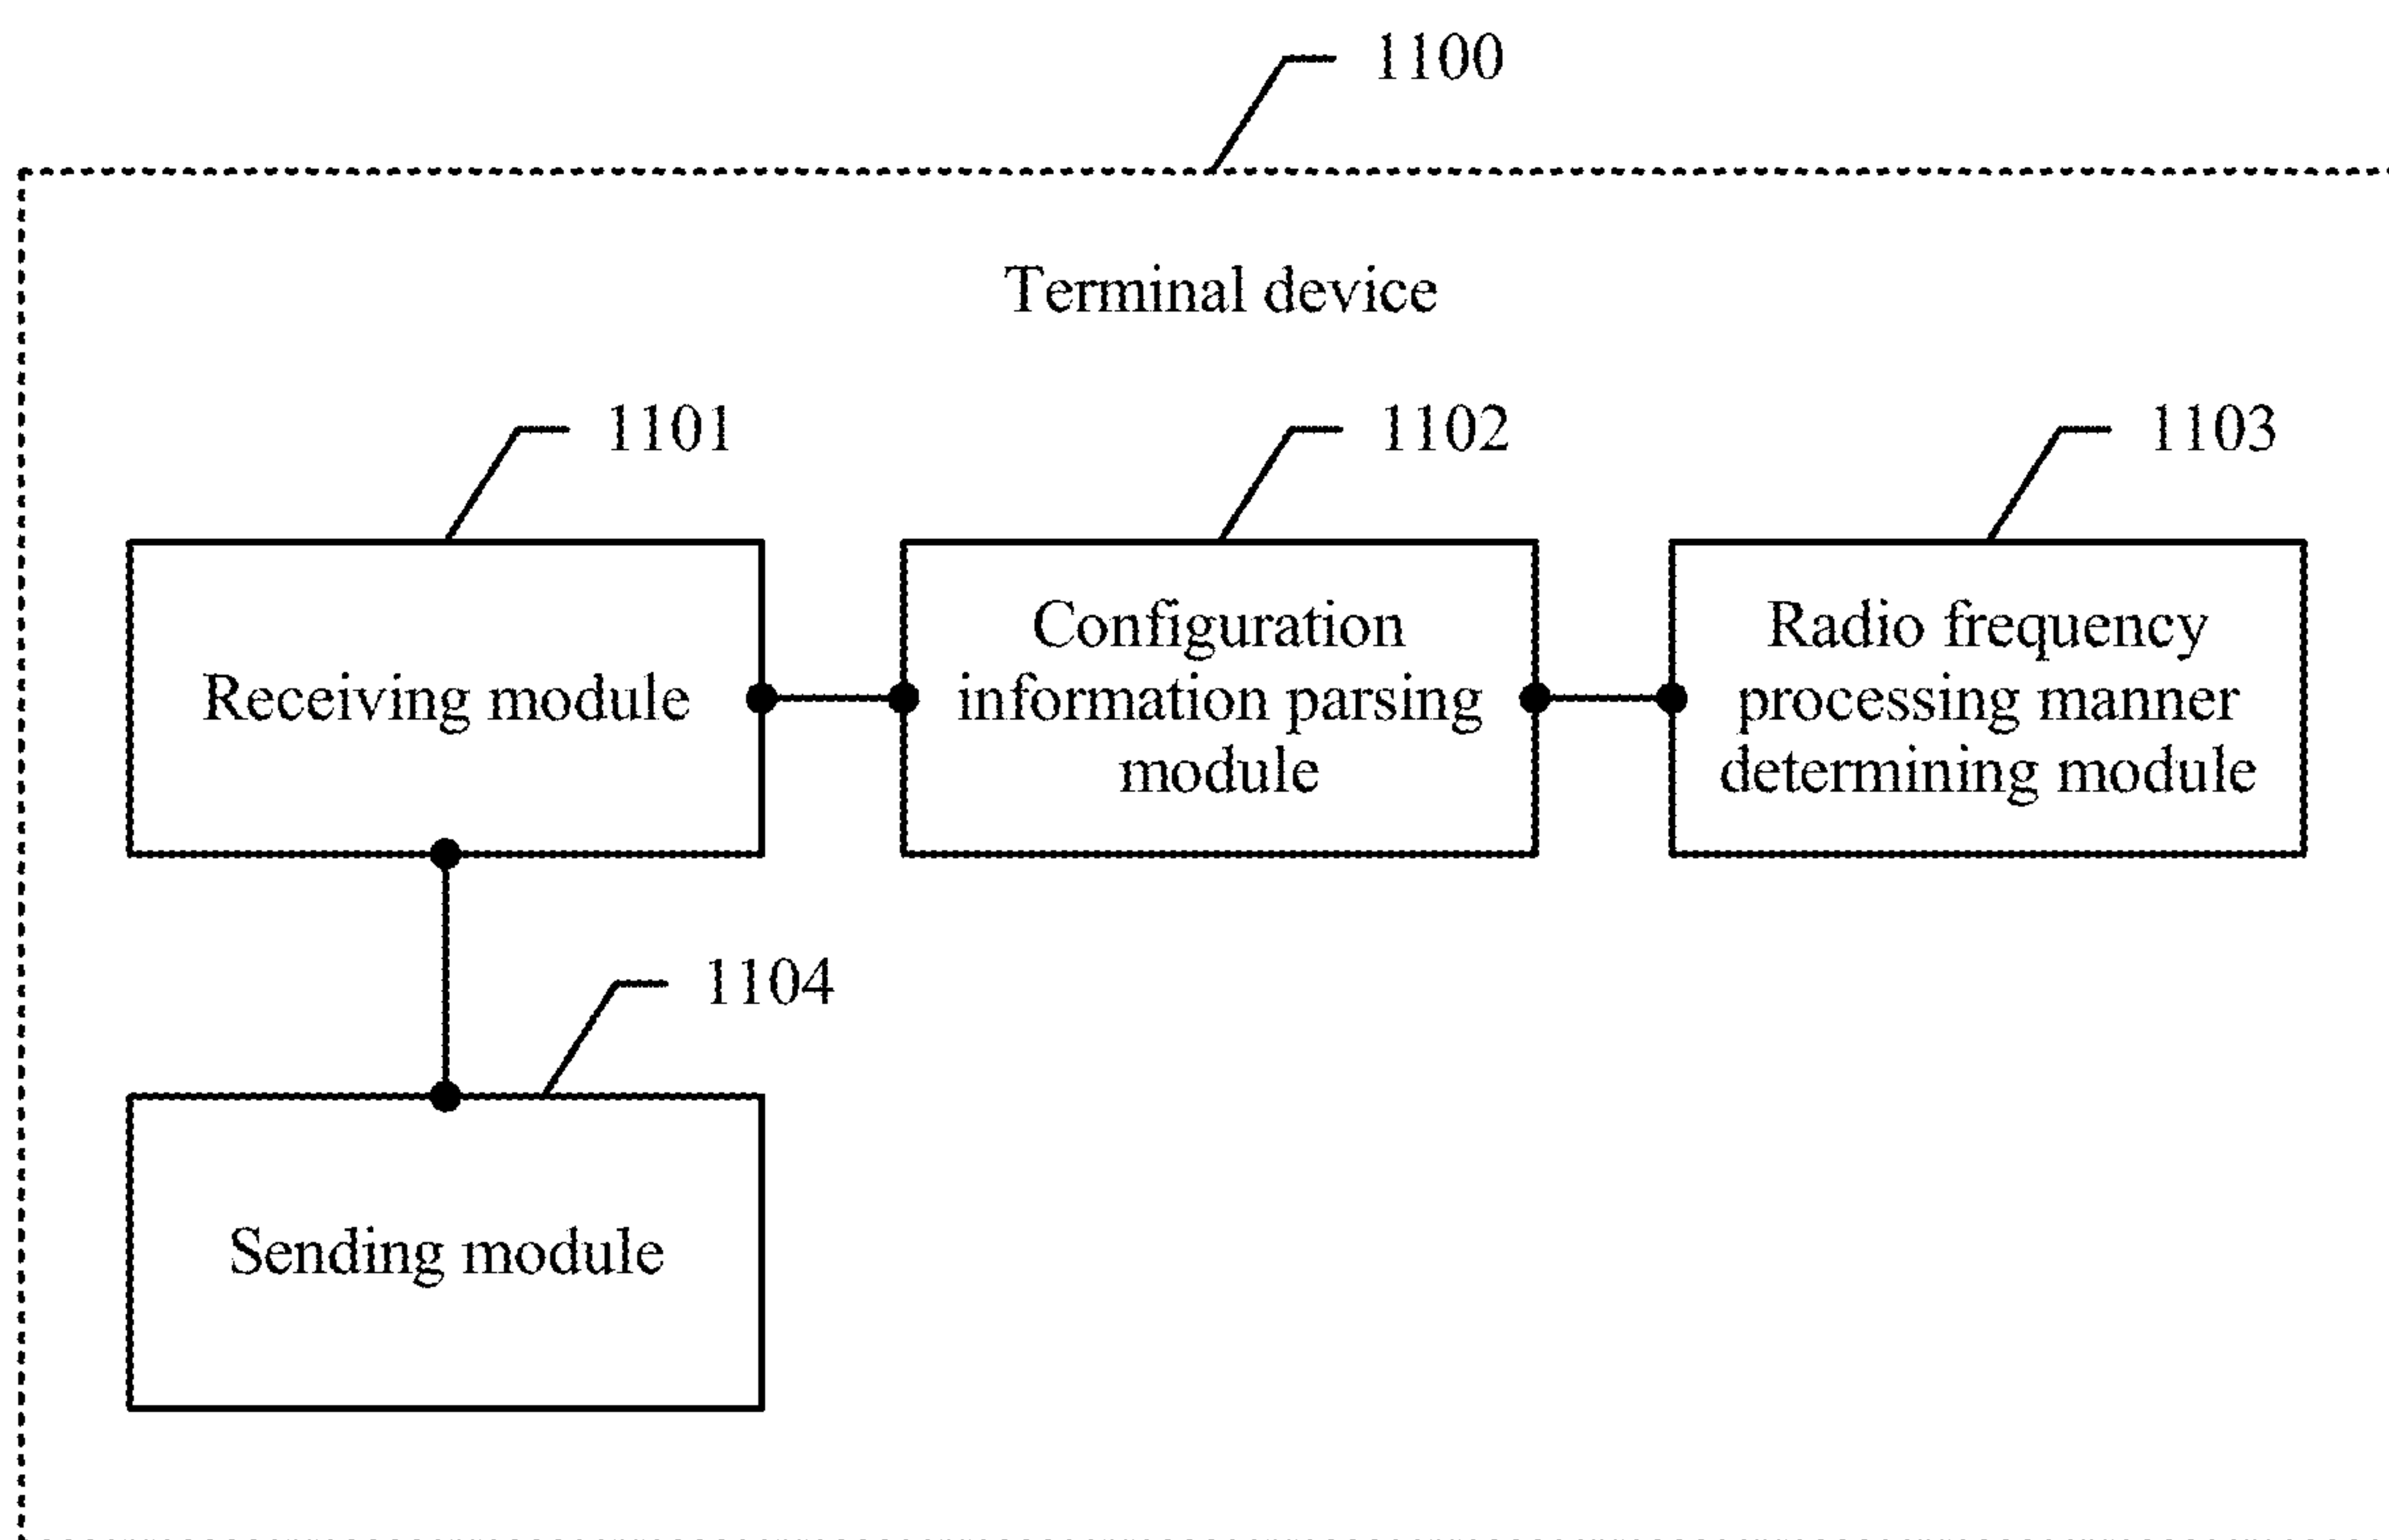 1100
Terminal device
1101
1102
1103
Receiving module
Configuration
information parsing
module
Radio frequency
processing manner
determining module
1104
Sending module